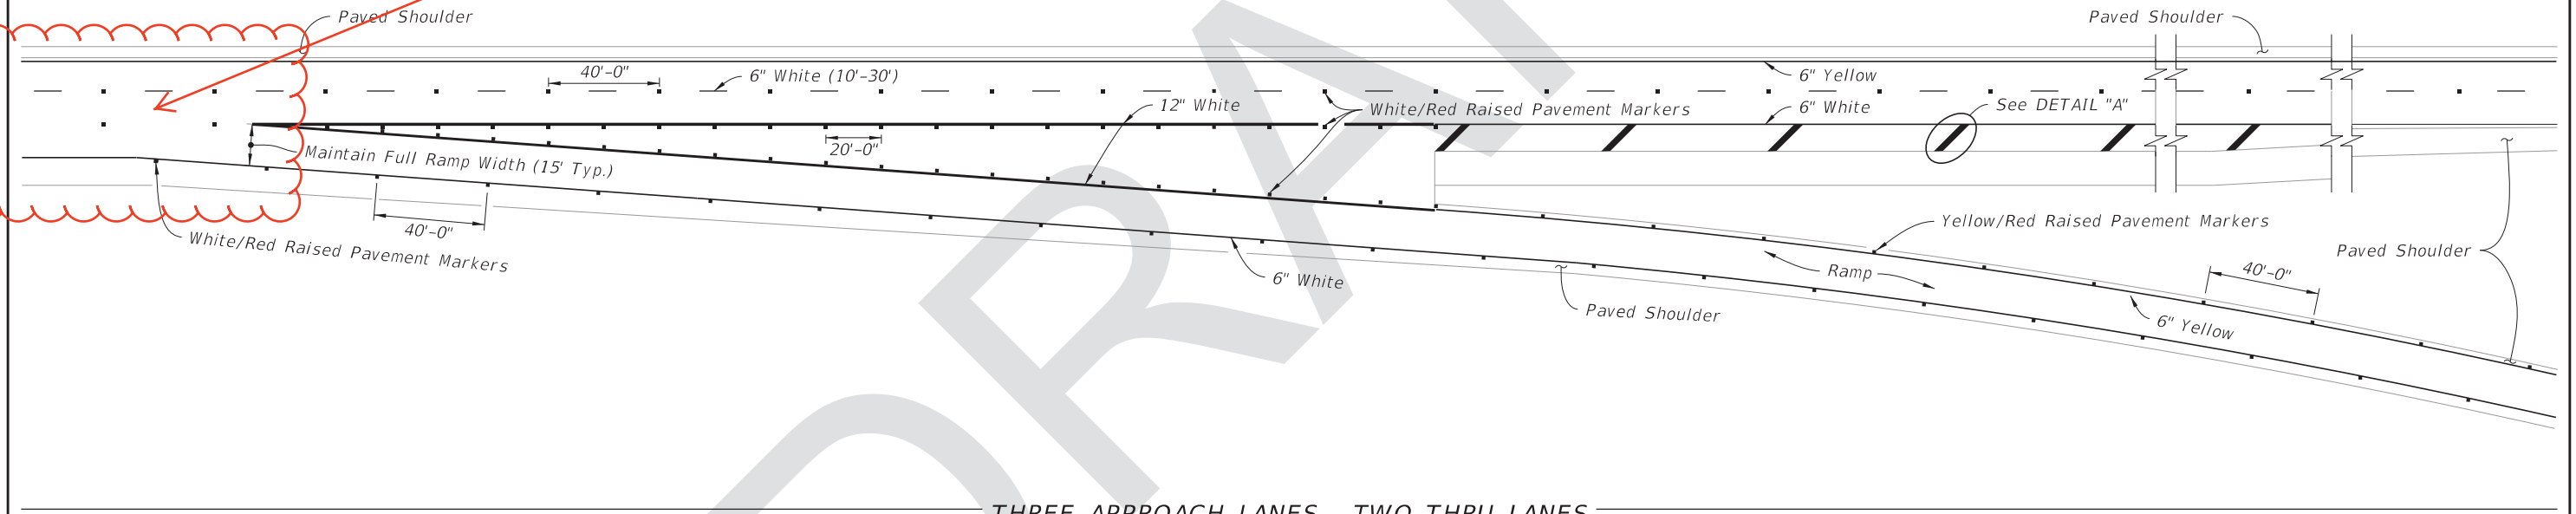 Paved Shoulder
Paved Shoulder
40'-0"
6" White (10'-30')
6" Yellow
12" White
White/Red Raised Pavement Markers
6" White
See DETAIL "A"
20'-0"
Maintain Full Ramp Width (15' Typ.)
40'-0"
White/Red Raised Pavement Markers
6" White
Paved Shoulder
Ramp
Yellow/Red Raised Pavement Markers
Paved Shoulder
40'-0"
6" Yellow
THREE APPROACH LANES TWO THRU LANES